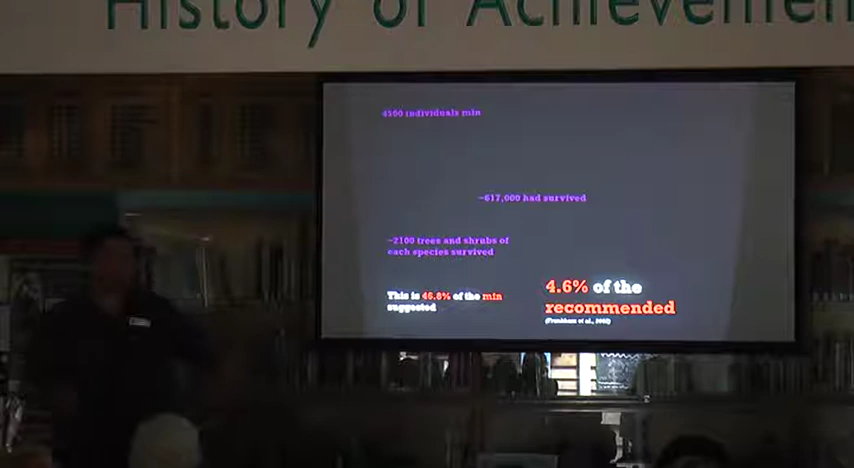 History of Achievemen
4500 individuals min
~617,000 had survived
~2100 trees and shrubs of
each species survived
This is 46.8% of the min
suggested
4.6% of the
recommended